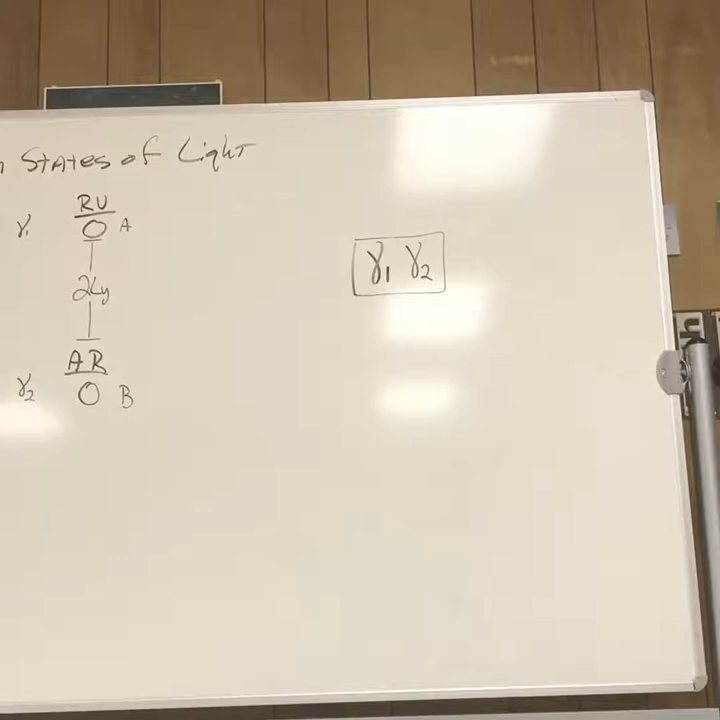 n States of Light
γ₁ RU
O A
2Ly
AR
γ₂ O B
γ₁ γ₂